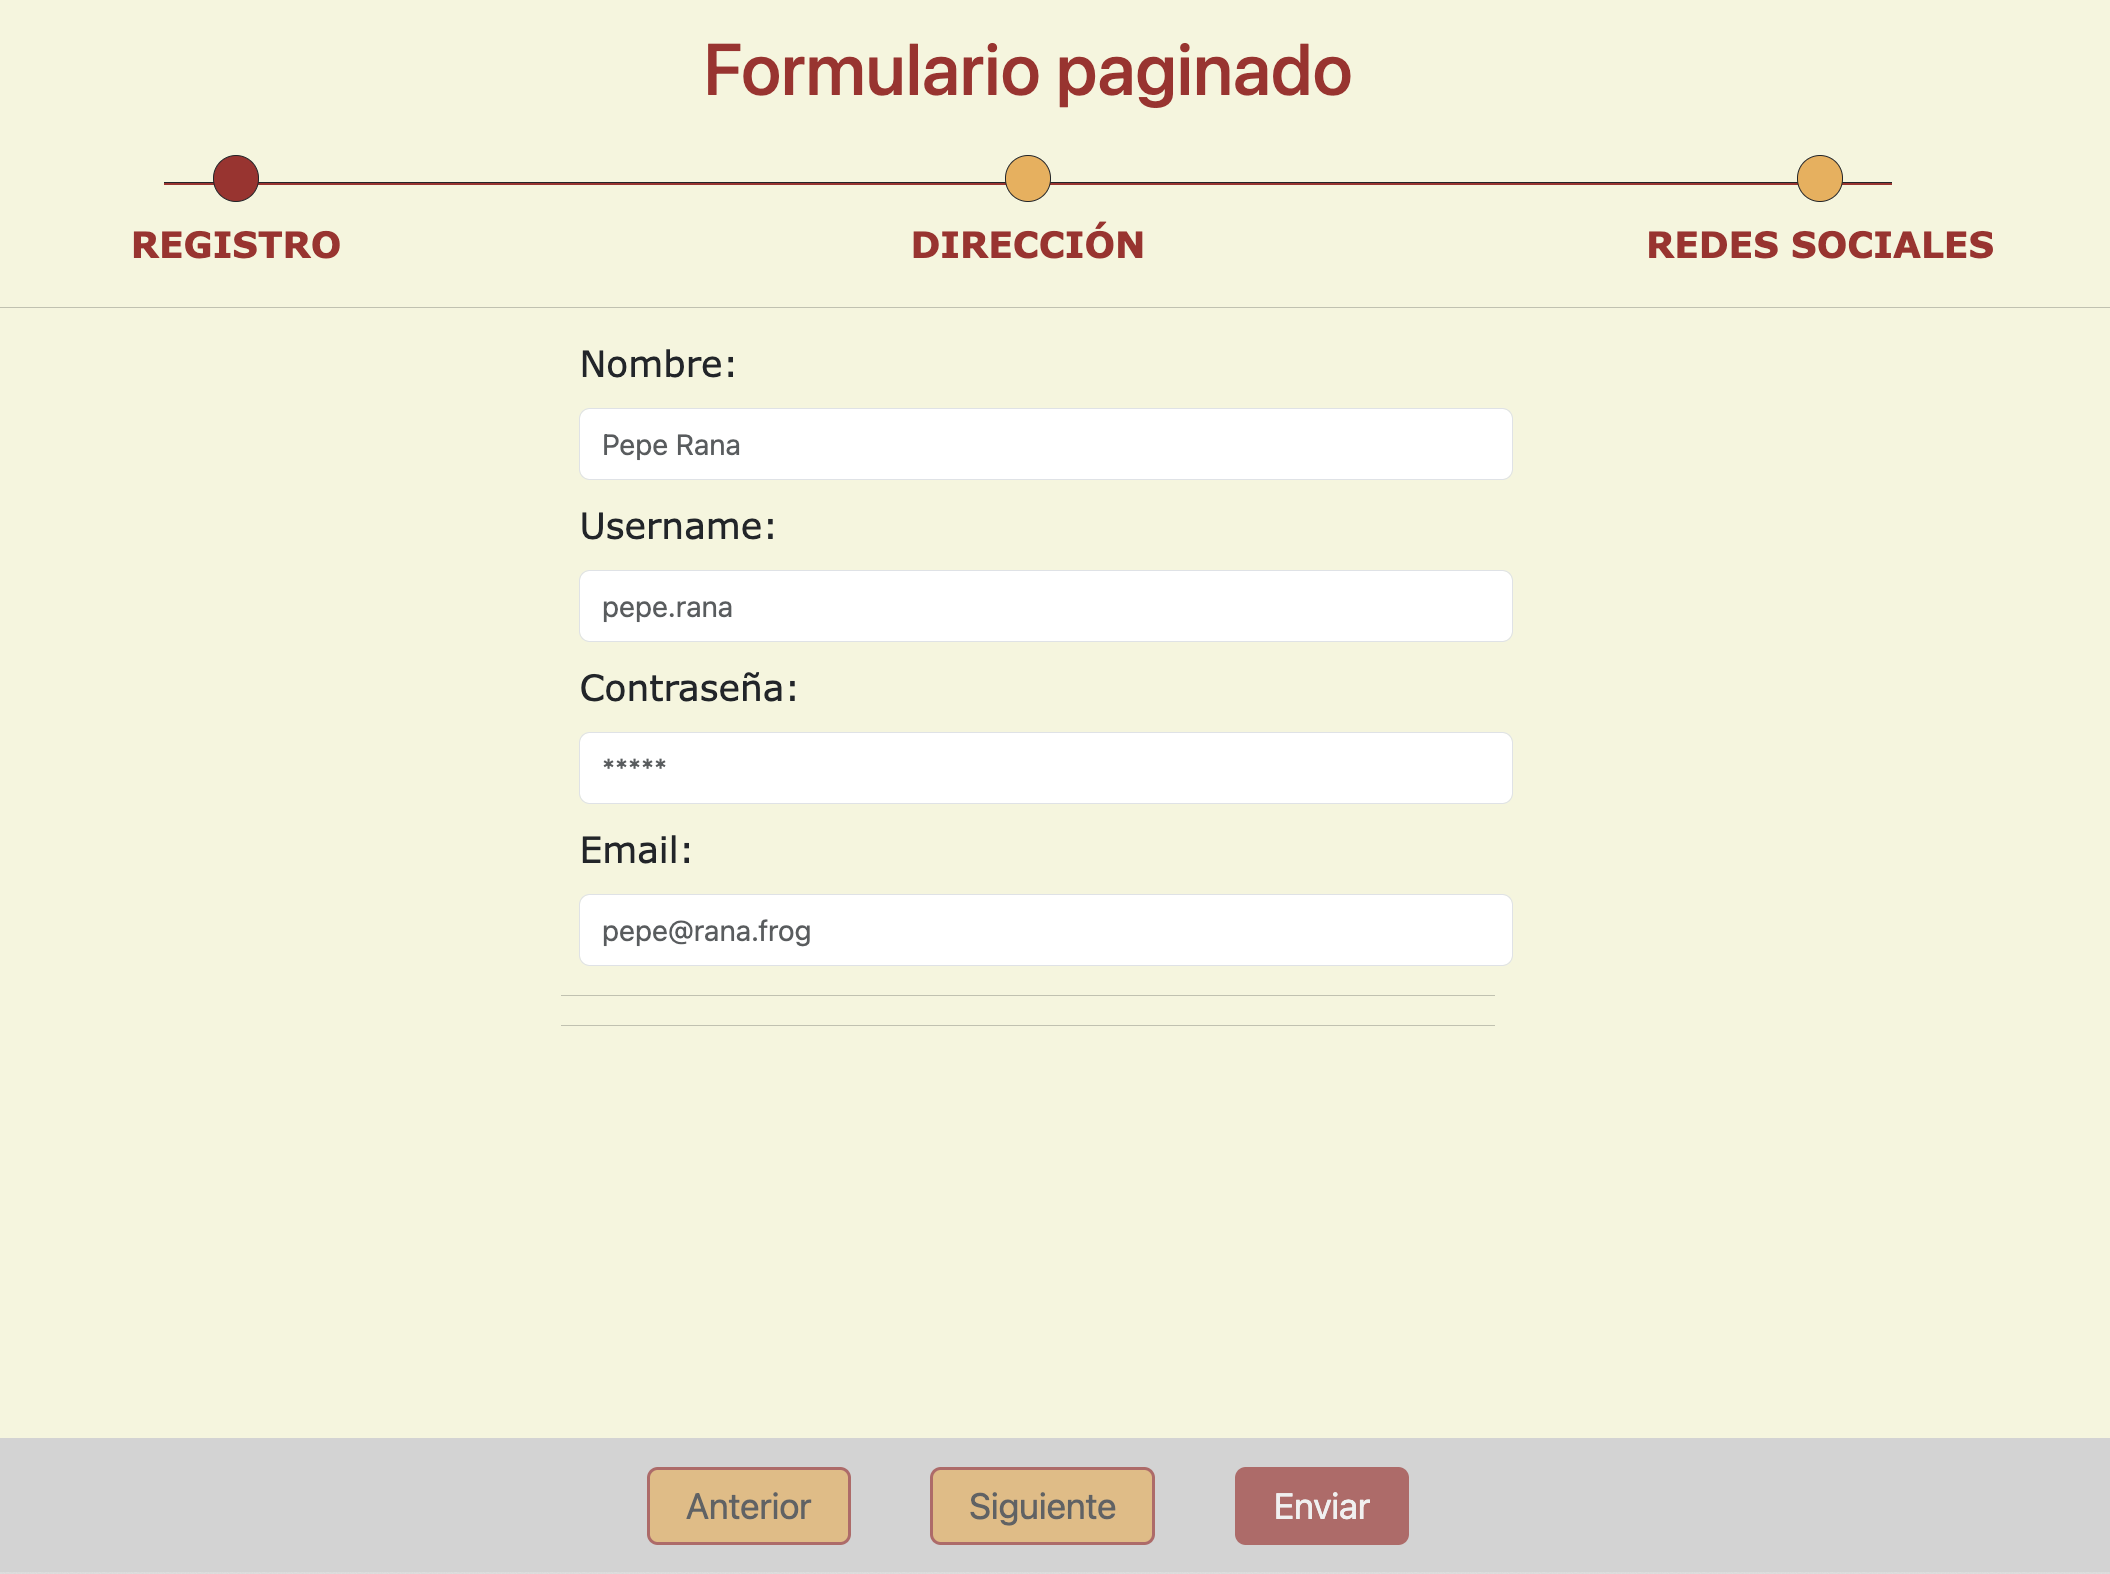 Formulario paginado
REGISTRO DIRECCIÓN REDES SOCIALES
Nombre:
Pepe Rana
Username:
pepe.rana
Contraseña:
*****
Email:
pepe@rana.frog
Anterior Siguiente Enviar